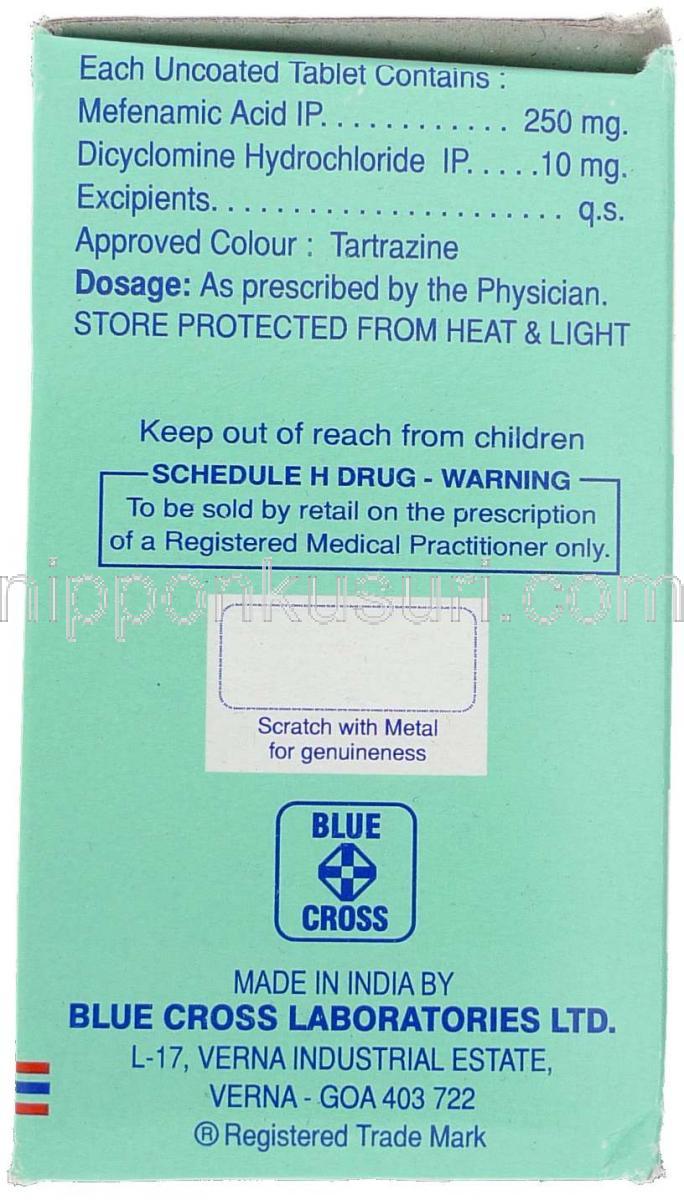 Each Uncoated Tablet Contains :
Mefenamic Acid IP............ 250 mg.
Dicyclomine Hydrochloride IP.....10 mg.
Excipients...................... q.s.
Approved Colour : Tartrazine
Dosage: As prescribed by the Physician.
STORE PROTECTED FROM HEAT & LIGHT
Keep out of reach from children
SCHEDULE H DRUG - WARNING
To be sold by retail on the prescription
of a Registered Medical Practitioner only.
nipponkusuri.com
Scratch with Metal
for genuineness
BLUE
CROSS
MADE IN INDIA BY
BLUE CROSS LABORATORIES LTD.
L-17, VERNA INDUSTRIAL ESTATE,
VERNA - GOA 403 722
® Registered Trade Mark